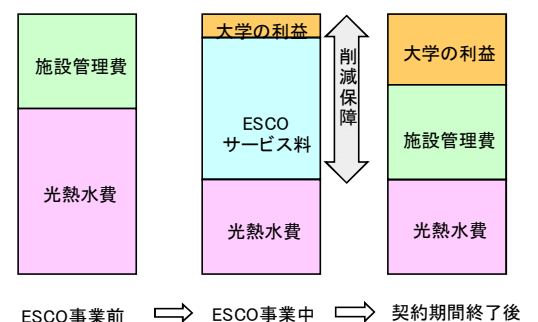 施設管理費
光熱水費
大学の利益
ESCO
サービス料
光熱水費
削減保障
大学の利益
施設管理費
光熱水費
ESCO事業前
ESCO事業中
契約期間終了後